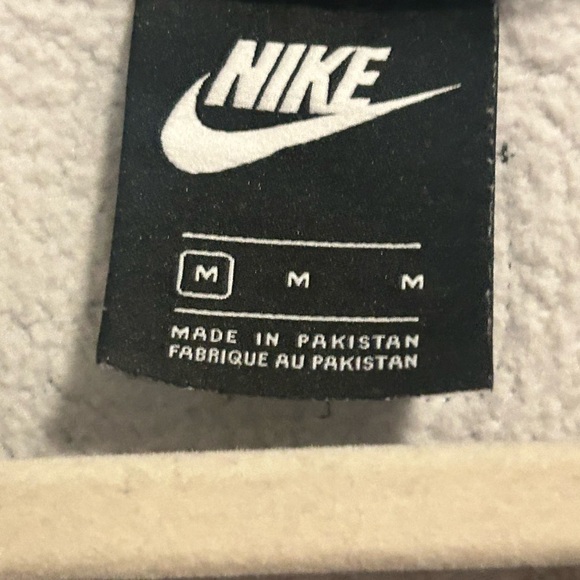 NIKE
M M M
MADE IN PAKISTAN
FABRIQUE AU PAKISTAN